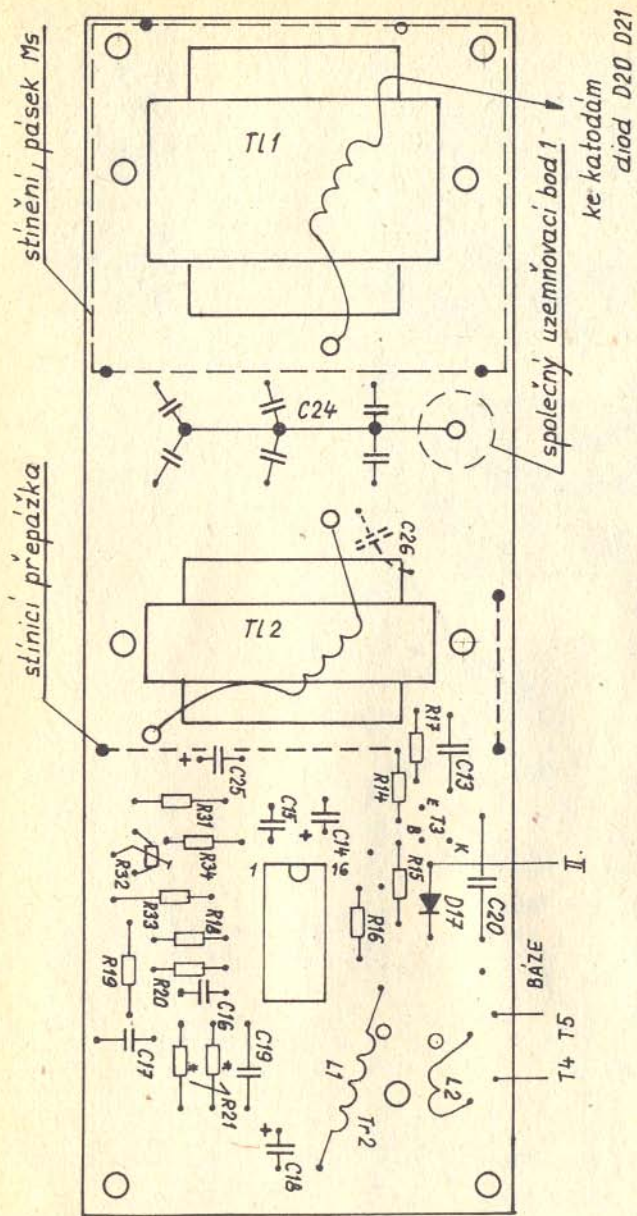 stínění, pásek Ms
ke katodám
diod D20 D21
společný uzemňovací bod 1
stínicí přepážka
Tl1
C24
C26
Tl2
R17
C13
C25
R14
E
T3
B
K
R31
C15
C14
R34
R32
1
16
R15
II.
D17
C20
R33
R18
R16
R19
R20
C16
BÁZE
C17
R21
C19
L1
Tr2
L2
T4
T5
C18